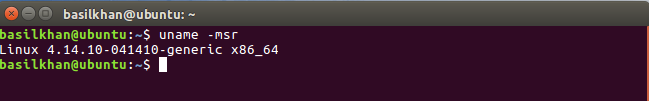 basilkhan@ubuntu: ~
basilkhan@ubuntu:~$ uname -msr
Linux 4.14.10-041410-generic x86_64
basilkhan@ubuntu:~$